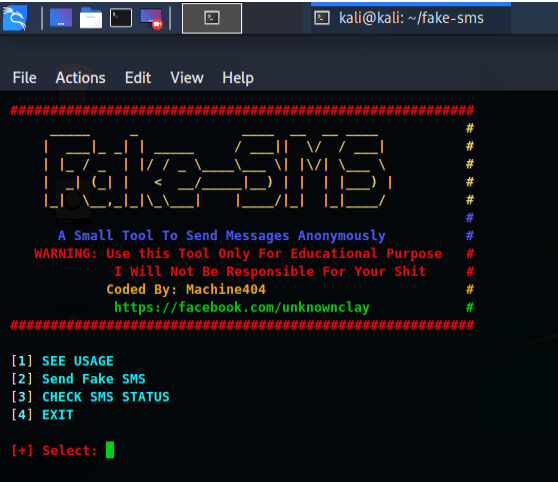 kali@kali: ~/fake-sms
File Actions Edit View Help
Fake-SMS
A Small Tool To Send Messages Anonymously
WARNING: Use this Tool Only For Educational Purpose
I Will Not Be Responsible For Your Shit
Coded By: Machine404
https://facebook.com/unknownclay
[1] SEE USAGE
[2] Send Fake SMS
[3] CHECK SMS STATUS
[4] EXIT
[+] Select: